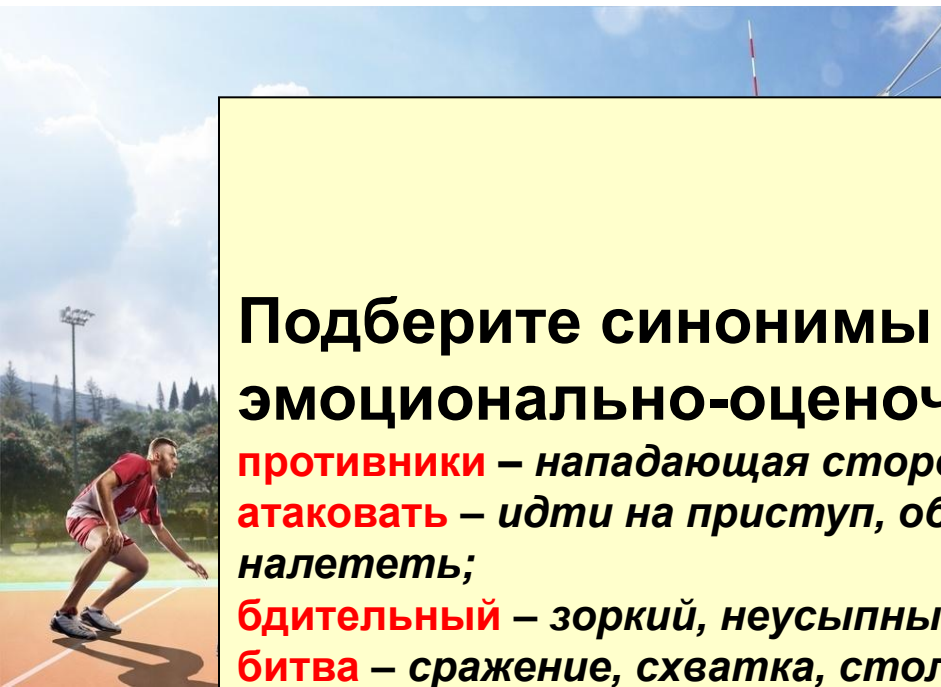 Подберите синонимы
эмоционально-оценоч
противники – нападающая сторо
атаковать – идти на приступ, об
налететь;
бдительный – зоркий, неусыпны
битва – сражение, схватка, стол